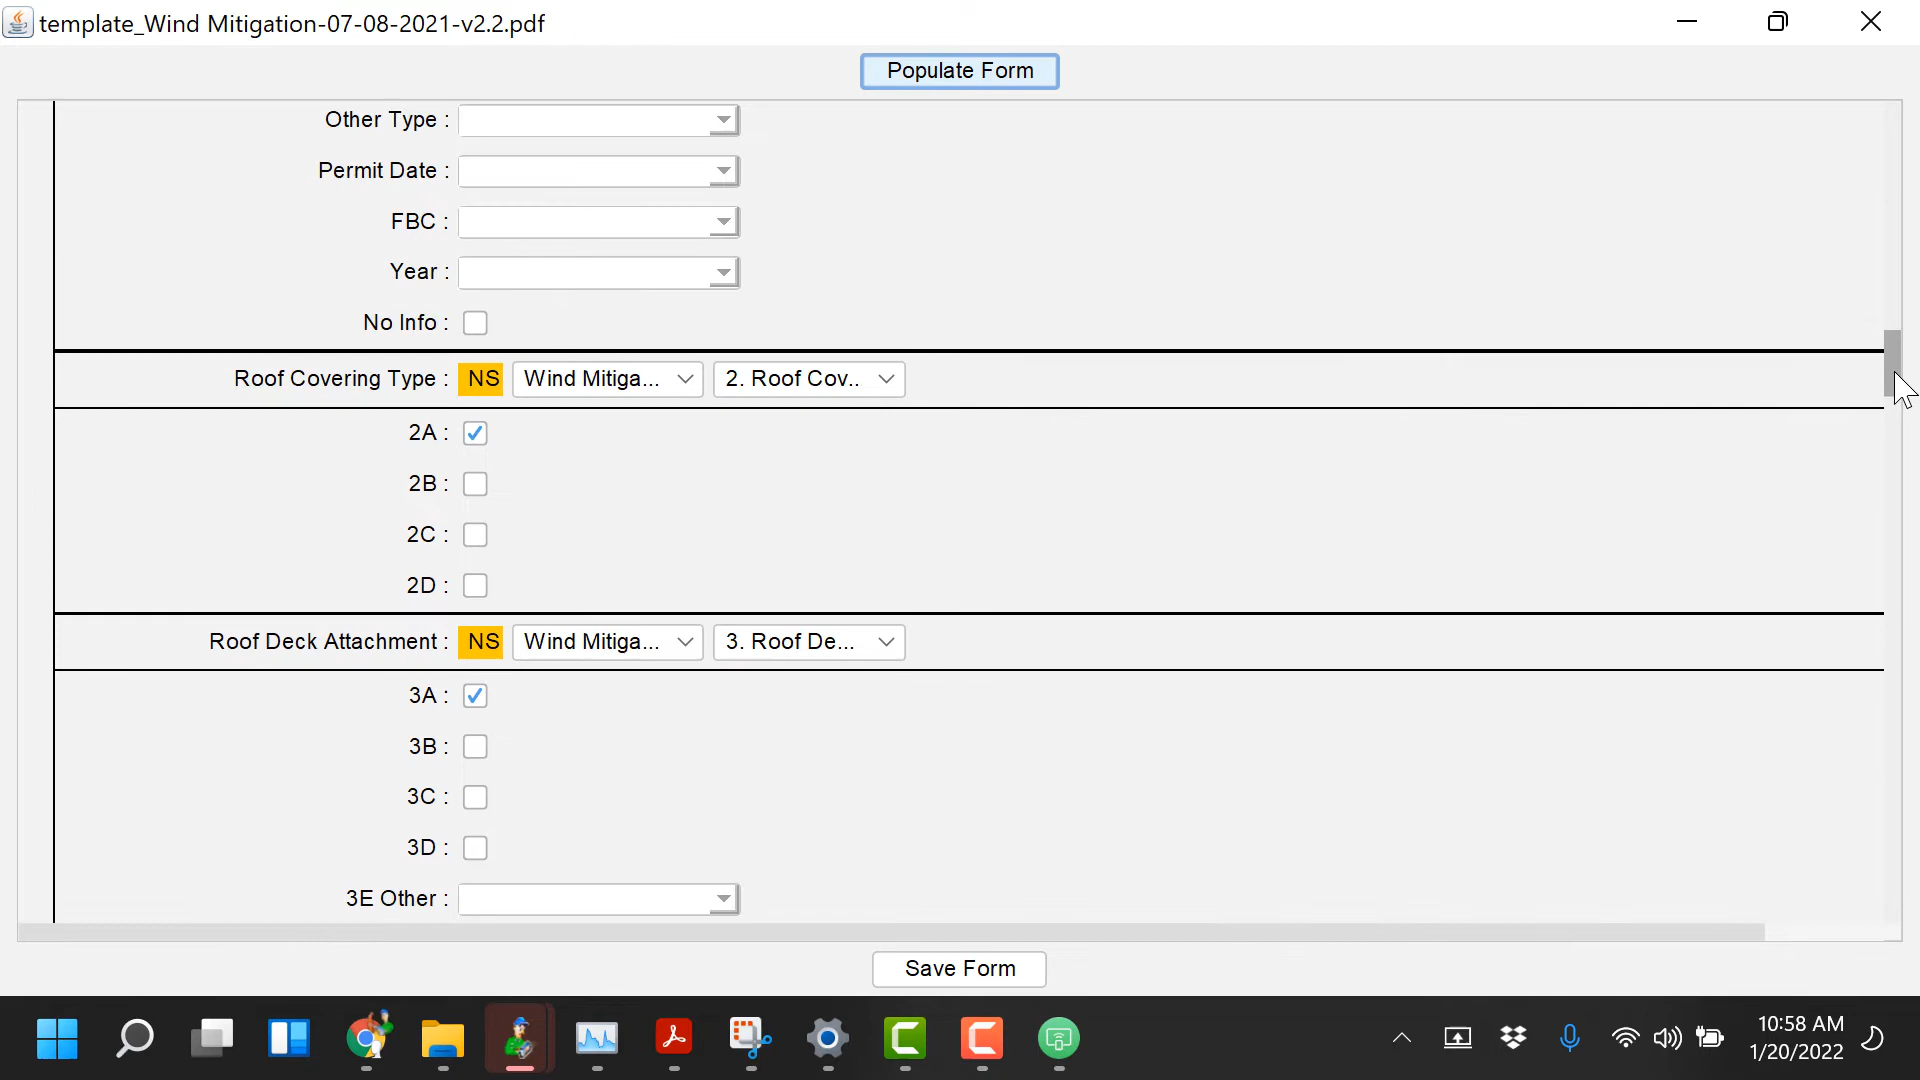 template_Wind Mitigation-07-08-2021-v2.2.pdf
Populate Form
Other Type :
Permit Date :
FBC :
Year :
No Info :
Roof Covering Type : NS Wind Mitiga... 2. Roof Cov..
2A :
2B :
2C :
2D :
Roof Deck Attachment : NS Wind Mitiga... 3. Roof De...
3A :
3B :
3C :
3D :
3E Other :
Save Form
10:58 AM
1/20/2022